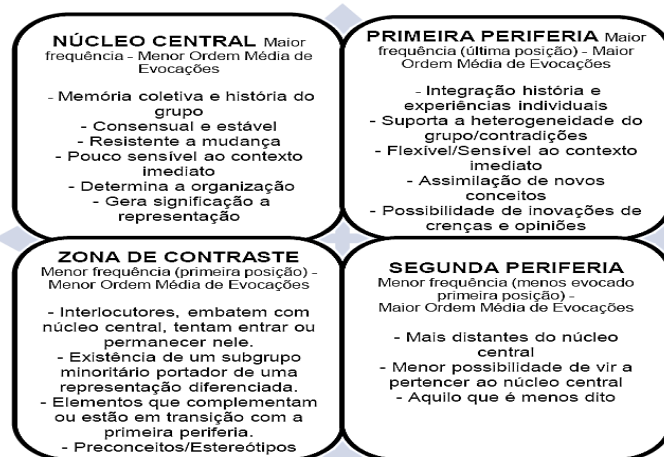 NÚCLEO CENTRAL Maior
frequência - Menor Ordem Média de
Evocações
- Memória coletiva e história do
grupo
- Consensual e estável
- Resistente a mudança
- Pouco sensível ao contexto
imediato
- Determina a organização
- Gera significação a
representação
PRIMEIRA PERIFERIA Maior
frequência (última posição) - Maior
Ordem Média de Evocações
- Integração história e
experiências individuais
- Suporta a heterogeneidade do
grupo/contradições
- Flexível/Sensível ao contexto
imediato
- Assimilação de novos
conceitos
- Possibilidade de inovações de
crenças e opiniões
ZONA DE CONTRASTE
Menor frequência (primeira posição) -
Menor Ordem Média de Evocações
- Interlocutores, embatem com
núcleo central, tentam entrar ou
permanecer nele.
- Existência de um subgrupo
minoritário portador de uma
representação diferenciada.
- Elementos que complementam
ou estão em transição com a
primeira periferia.
- Preconceitos/Estereótipos
SEGUNDA PERIFERIA
Menor frequência (menos evocado
primeira posição) -
Maior Ordem Média de Evocações
- Mais distantes do núcleo
central
- Menor possibilidade de vir a
pertencer ao núcleo central
- Aquilo que é menos dito